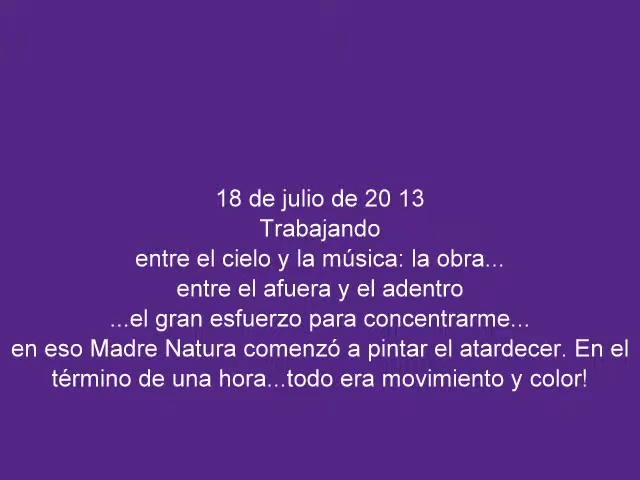 18 de julio de 20 13
Trabajando
entre el cielo y la música: la obra...
entre el afuera y el adentro
...el gran esfuerzo para concentrarme...
en eso Madre Natura comenzó a pintar el atardecer. En el
término de una hora...todo era movimiento y color!